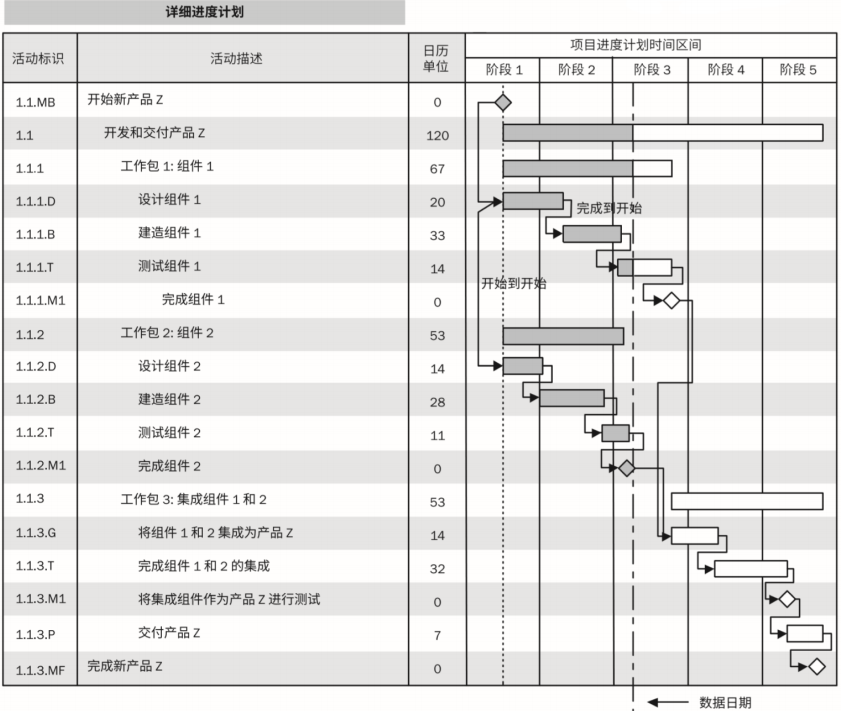 详细进度计划
活动标识 活动描述 日历单位 项目进度计划时间区间
阶段 1 阶段 2 阶段 3 阶段 4 阶段 5
1.1.MB 开始新产品 Z 0
1.1 开发和交付产品 Z 120
1.1.1 工作包 1: 组件 1 67
1.1.1.D 设计组件 1 20
完成到开始
1.1.1.B 建造组件 1 33
1.1.1.T 测试组件 1 14
开始到开始
1.1.1.M1 完成组件 1 0
1.1.2 工作包 2: 组件 2 53
1.1.2.D 设计组件 2 14
1.1.2.B 建造组件 2 28
1.1.2.T 测试组件 2 11
1.1.2.M1 完成组件 2 0
1.1.3 工作包 3: 集成组件 1 和 2 53
1.1.3.G 将组件 1 和 2 集成为产品 Z 14
1.1.3.T 完成组件 1 和 2 的集成 32
1.1.3.M1 将集成组件作为产品 Z 进行测试 0
1.1.3.P 交付产品 Z 7
1.1.3.MF 完成新产品 Z 0
数据日期